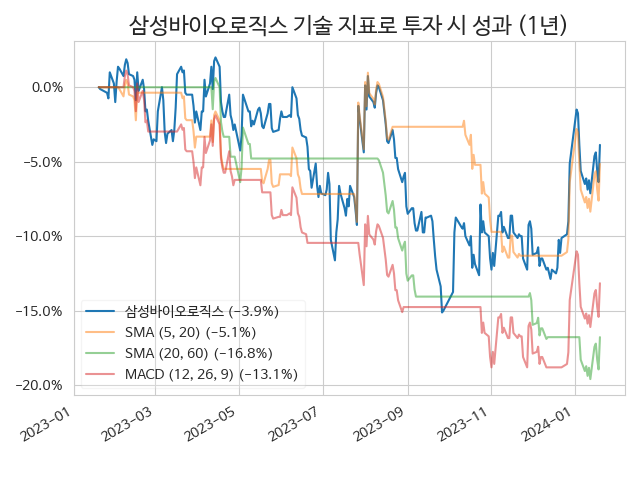 삼성바이오로직스 기술 지표로 투자 시 성과 (1년)
0.0%
−5.0%
−10.0%
−15.0%
−20.0%
삼성바이오로직스 (−3.9%)
SMA (5, 20) (−5.1%)
SMA (20, 60) (−16.8%)
MACD (12, 26, 9) (−13.1%)
2023−01
2023−03
2023−05
2023−07
2023−09
2023−11
2024−01